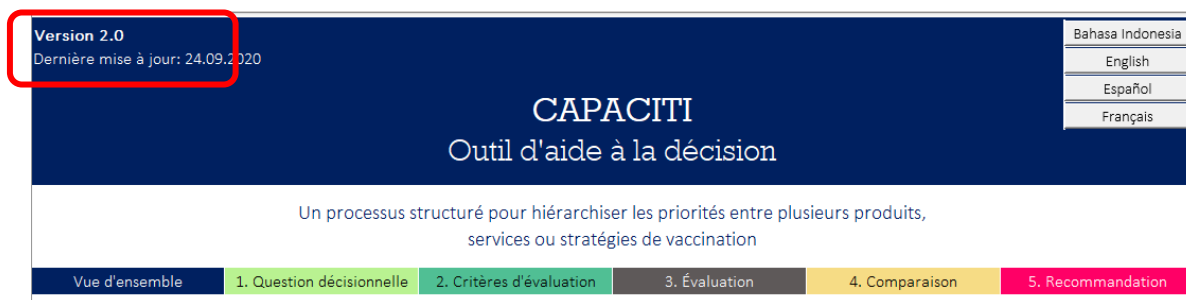 Version 2.0
Dernière mise à jour: 24.09.2020
Bahasa Indonesia
English
Español
Français
CAPACITI
Outil d'aide à la décision
Un processus structuré pour hiérarchiser les priorités entre plusieurs produits,
services ou stratégies de vaccination
Vue d'ensemble 1. Question décisionnelle 2. Critères d'évaluation 3. Évaluation 4. Comparaison 5. Recommandation